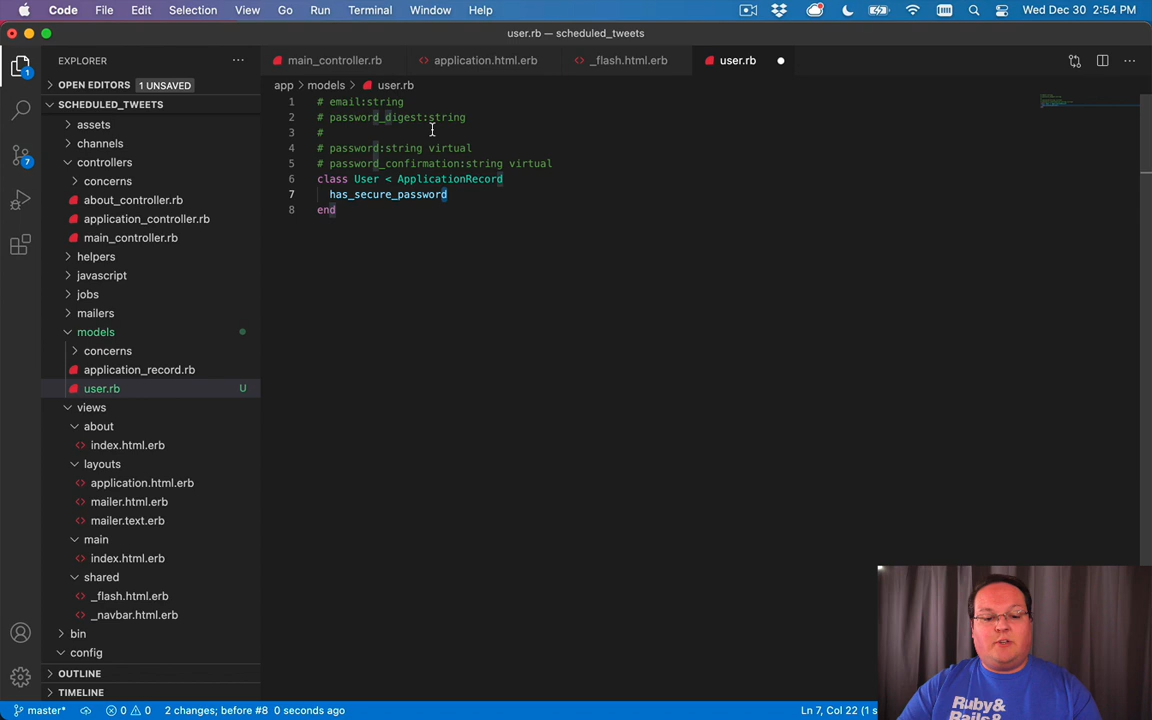 Code File Edit Selection View Go Run Terminal Window Help Wed Dec 30 2:54 PM
user.rb — scheduled_tweets
EXPLORER
main_controller.rb application.html.erb _flash.html.erb user.rb
OPEN EDITORS 1 UNSAVED
app > models > user.rb
SCHEDULED_TWEETS
assets
channels
controllers
concerns
about_controller.rb
application_controller.rb
main_controller.rb
helpers
javascript
jobs
mailers
models
concerns
application_record.rb
user.rb U
views
about
index.html.erb
layouts
application.html.erb
mailer.html.erb
mailer.text.erb
main
index.html.erb
shared
_flash.html.erb
_navbar.html.erb
bin
config
OUTLINE
TIMELINE
1
7
1 # email:string
2 # password_digest:string
3 #
4 # password:string virtual
5 # password_confirmation:string virtual
6 class User < ApplicationRecord
7 has_secure_password
8 end
master* 0 0 2 changes; before #8 0 seconds ago Ln 7, Col 22 (1 s
Ruby&
Rails&